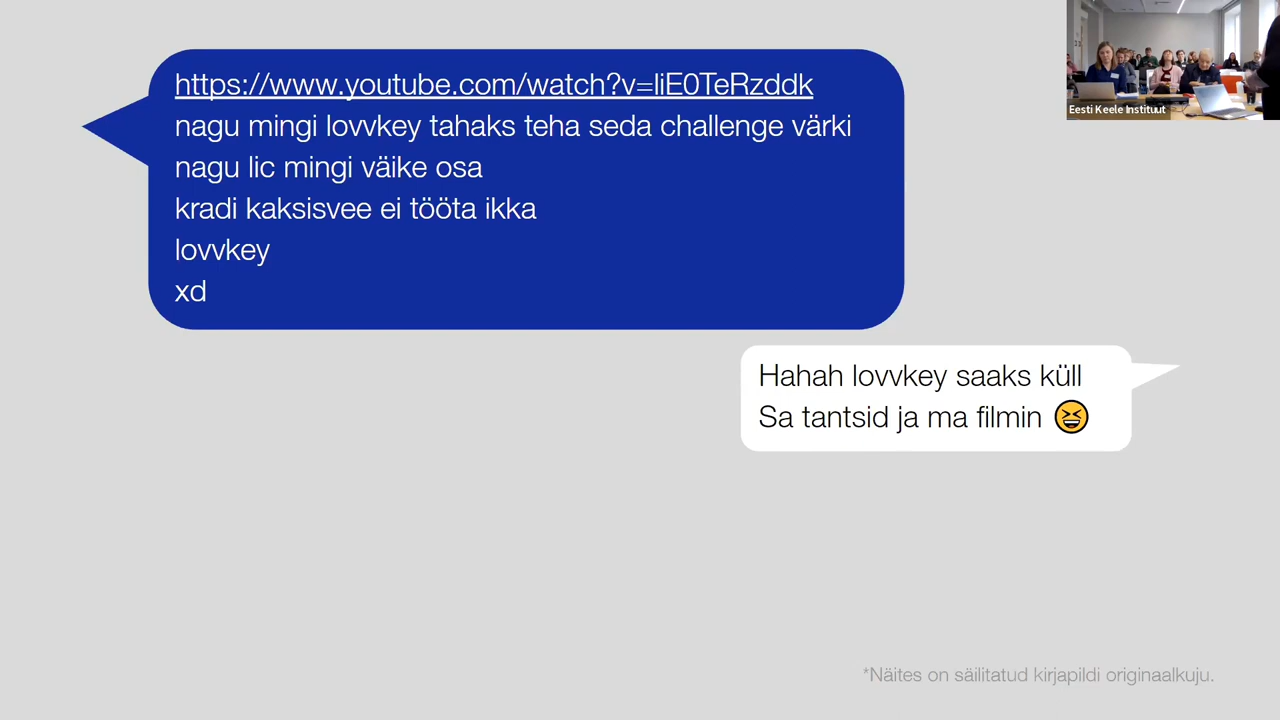 https://www.youtube.com/watch?v=liE0TeRzddk
nagu mingi lovvkey tahaks teha seda challenge värki
nagu lic mingi väike osa
kradi kaksisvee ei tööta ikka
lovvkey
xd
Hahah lovvkey saaks küll
Sa tantsid ja ma filmin 😆
*Näites on säilitatud kirjapildi originaalkuju.
Eesti Keele Instituut